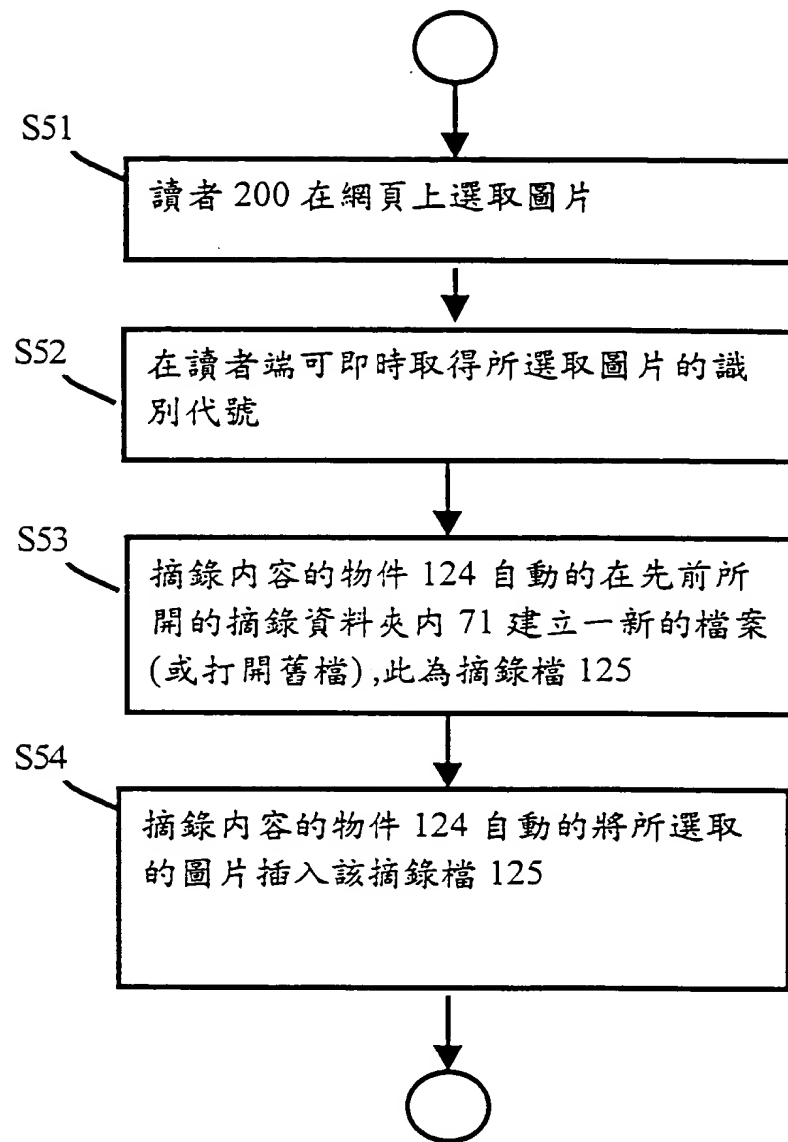 S51
讀者 200 在網頁上選取圖片
S52
在讀者端可即時取得所選取圖片的識
別代號
S53
摘錄內容的物件 124 自動的在先前所
開的摘錄資料夾內 71 建立一新的檔案
(或打開舊檔),此為摘錄檔 125
S54
摘錄內容的物件 124 自動的將所選取
的圖片插入該摘錄檔 125